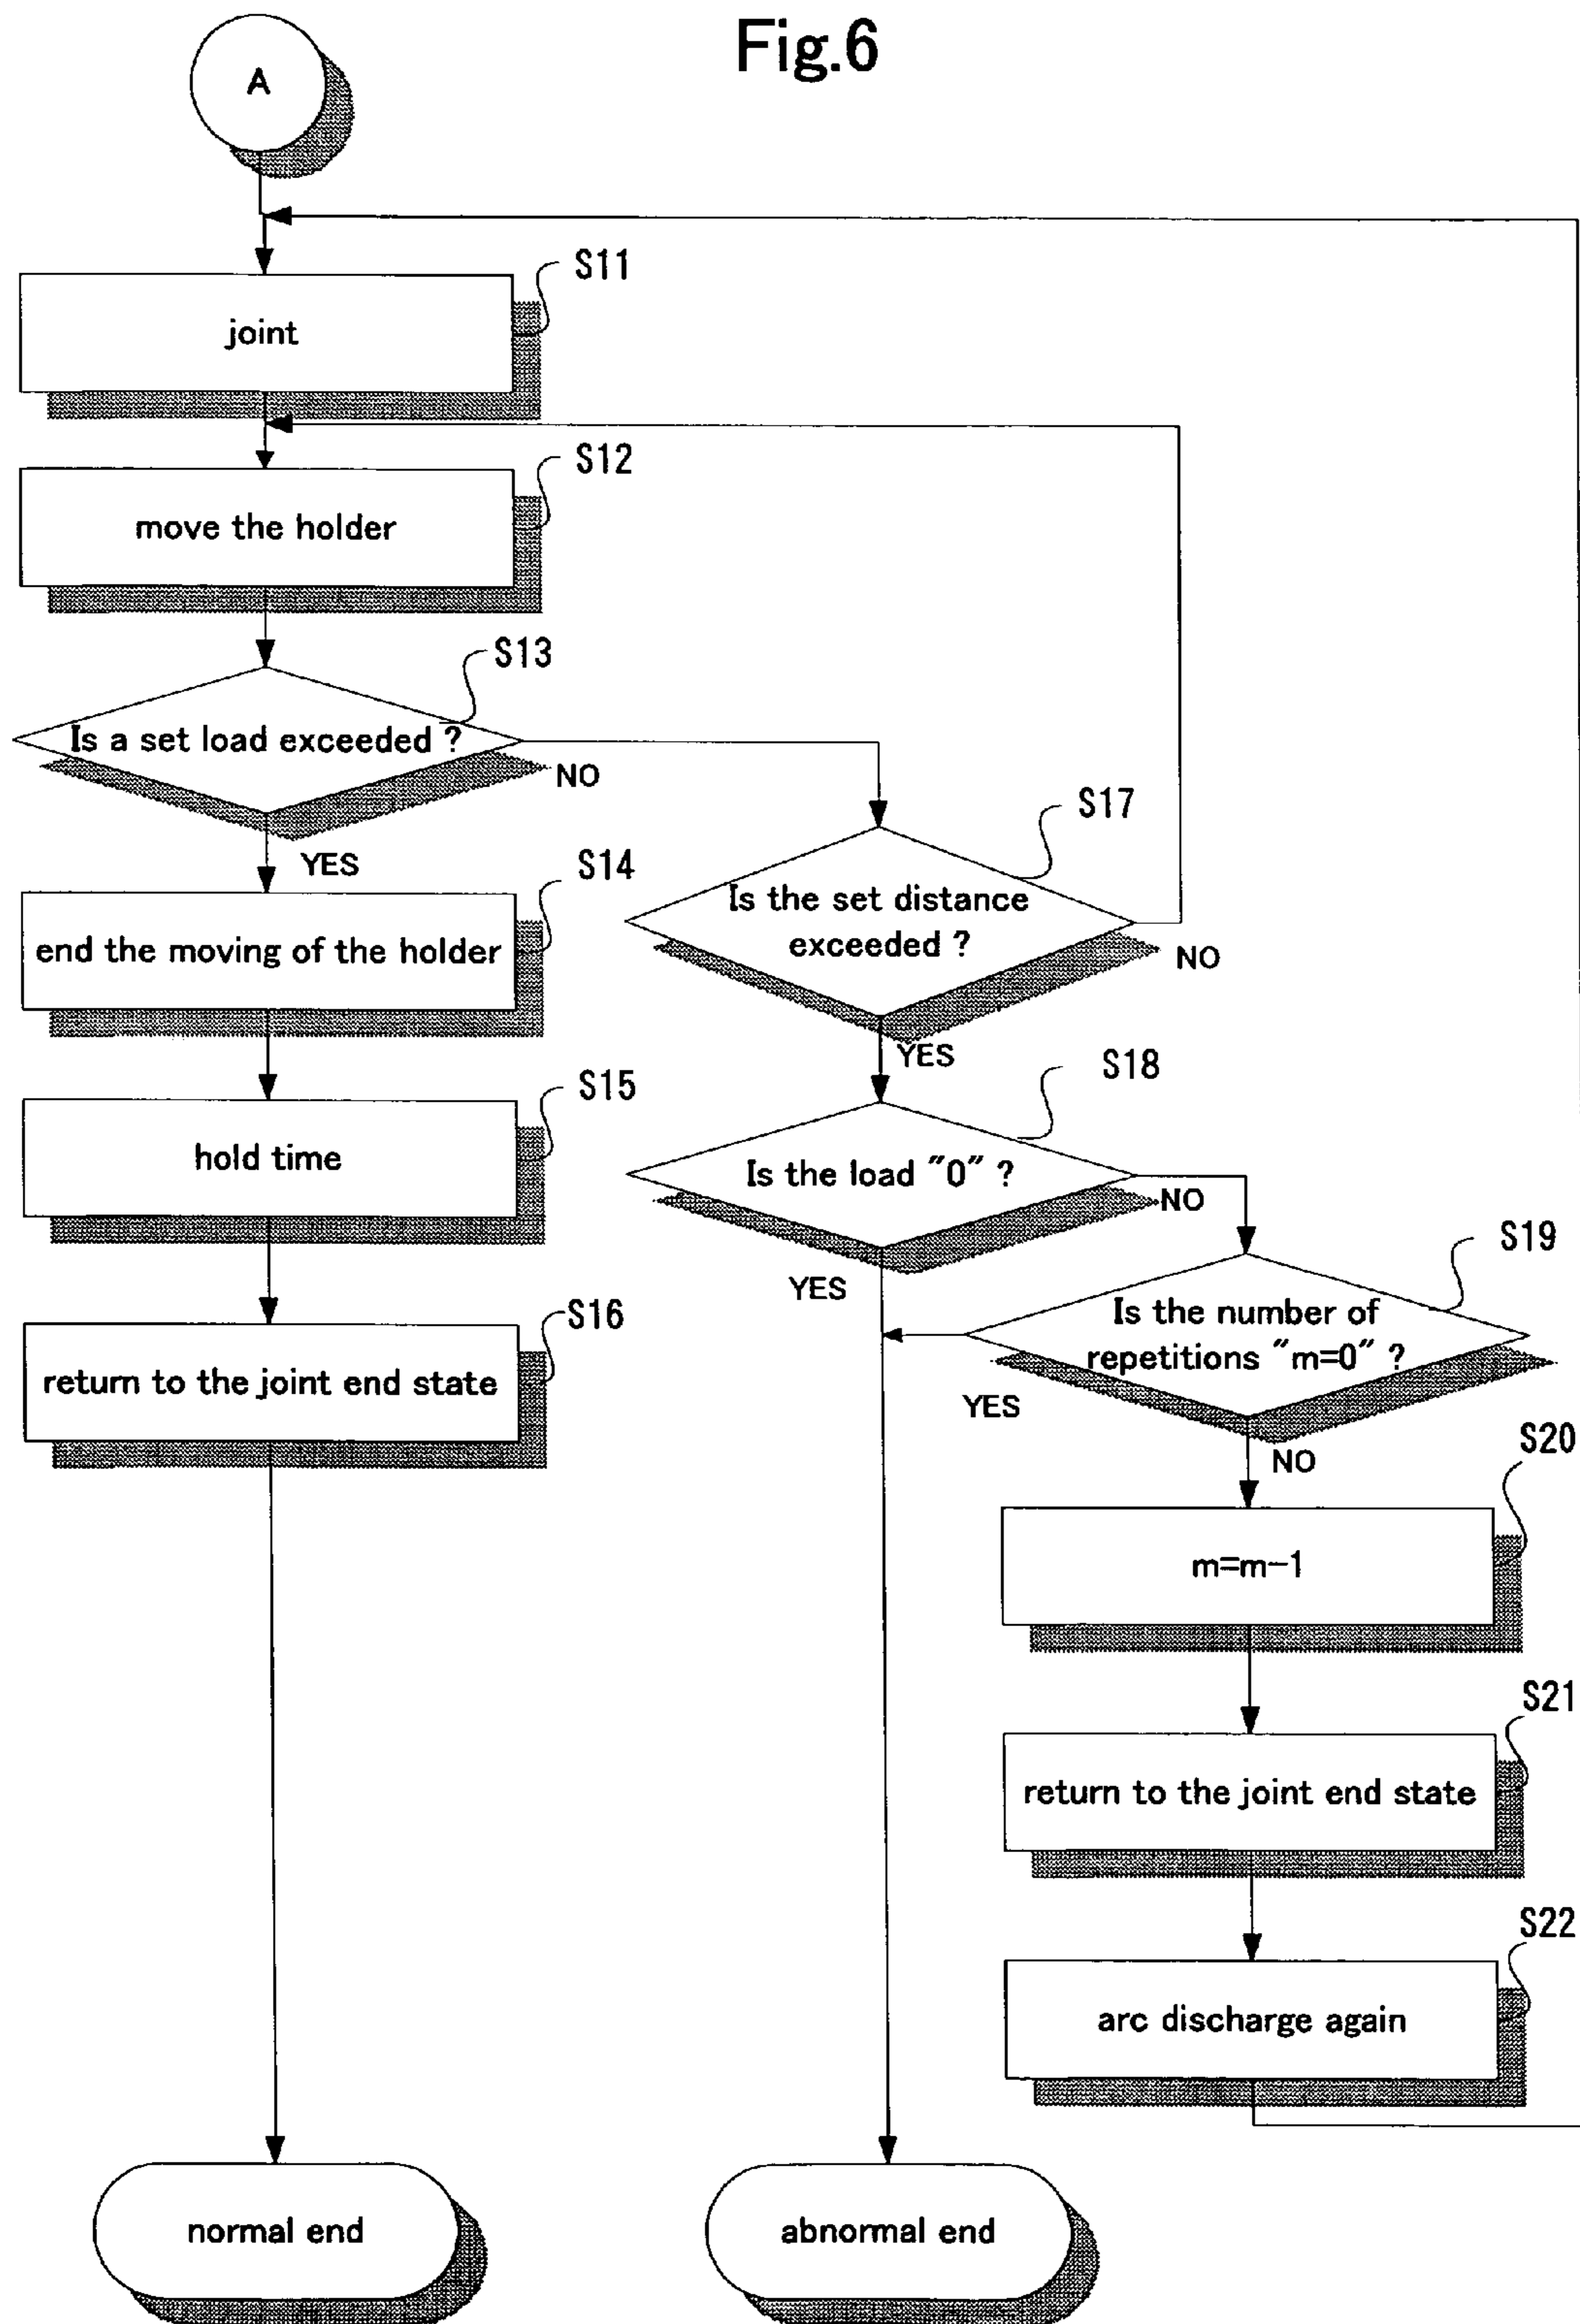 Fig.6
A
S11
joint
S12
move the holder
S13
Is a set load exceeded ?
NO
YES
S14
end the moving of the holder
S15
hold time
S16
return to the joint end state
S17
Is the set distance
exceeded ?
NO
YES
S18
Is the load "0" ?
NO
YES
S19
Is the number of
repetitions "m=0" ?
YES
NO
S20
m=m-1
S21
return to the joint end state
S22
arc discharge again
normal end
abnormal end